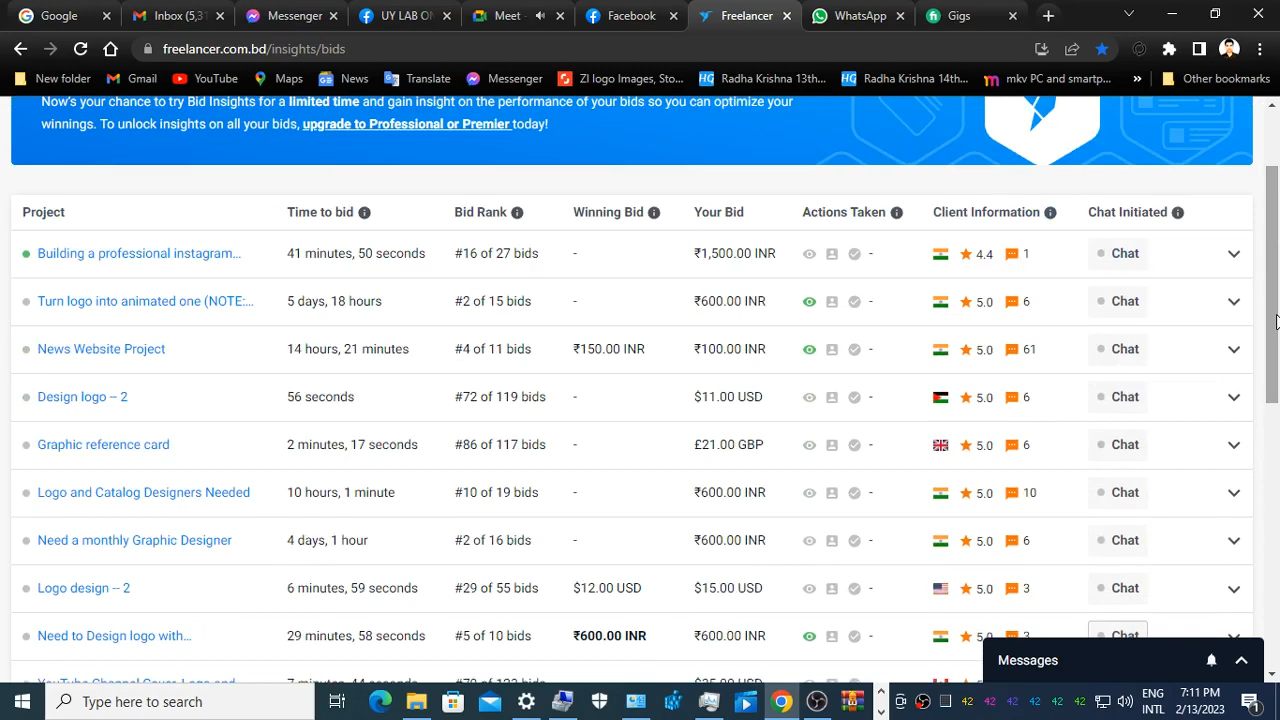 Google
Inbox (5,31
Messenger
UY LAB ON
Meet -
Facebook
Freelancer
WhatsApp
Gigs
freelancer.com.bd/insights/bids
New folder
Gmail
YouTube
Maps
News
Translate
Messenger
ZI logo Images, Sto...
Radha Krishna 13th...
Radha Krishna 14th...
mkv PC and smartp...
»
Other bookmarks
Now's your chance to try Bid Insights for a limited time and gain insight on the performance of your bids so you can optimize your
winnings. To unlock insights on all your bids, upgrade to Professional or Premier today!
Project Time to bid Bid Rank Winning Bid Your Bid Actions Taken Client Information Chat Initiated
Building a professional instagram... 41 minutes, 50 seconds #16 of 27 bids - ₹1,500.00 INR - 4.4 1 Chat
Turn logo into animated one (NOTE:... 5 days, 18 hours #2 of 15 bids - ₹600.00 INR - 5.0 6 Chat
News Website Project 14 hours, 21 minutes #4 of 11 bids ₹150.00 INR ₹100.00 INR - 5.0 61 Chat
Design logo -- 2 56 seconds #72 of 119 bids - $11.00 USD - 5.0 6 Chat
Graphic reference card 2 minutes, 17 seconds #86 of 117 bids - £21.00 GBP - 5.0 6 Chat
Logo and Catalog Designers Needed 10 hours, 1 minute #10 of 19 bids - ₹600.00 INR - 5.0 10 Chat
Need a monthly Graphic Designer 4 days, 1 hour #2 of 16 bids - ₹600.00 INR - 5.0 6 Chat
Logo design -- 2 6 minutes, 59 seconds #29 of 55 bids $12.00 USD $15.00 USD - 5.0 3 Chat
Need to Design logo with... 29 minutes, 58 seconds #5 of 10 bids ₹600.00 INR ₹600.00 INR - 5.0 3 Chat
Messages
Type here to search
42 42 42 42 42
ENG
INTL
7:11 PM
2/13/2023